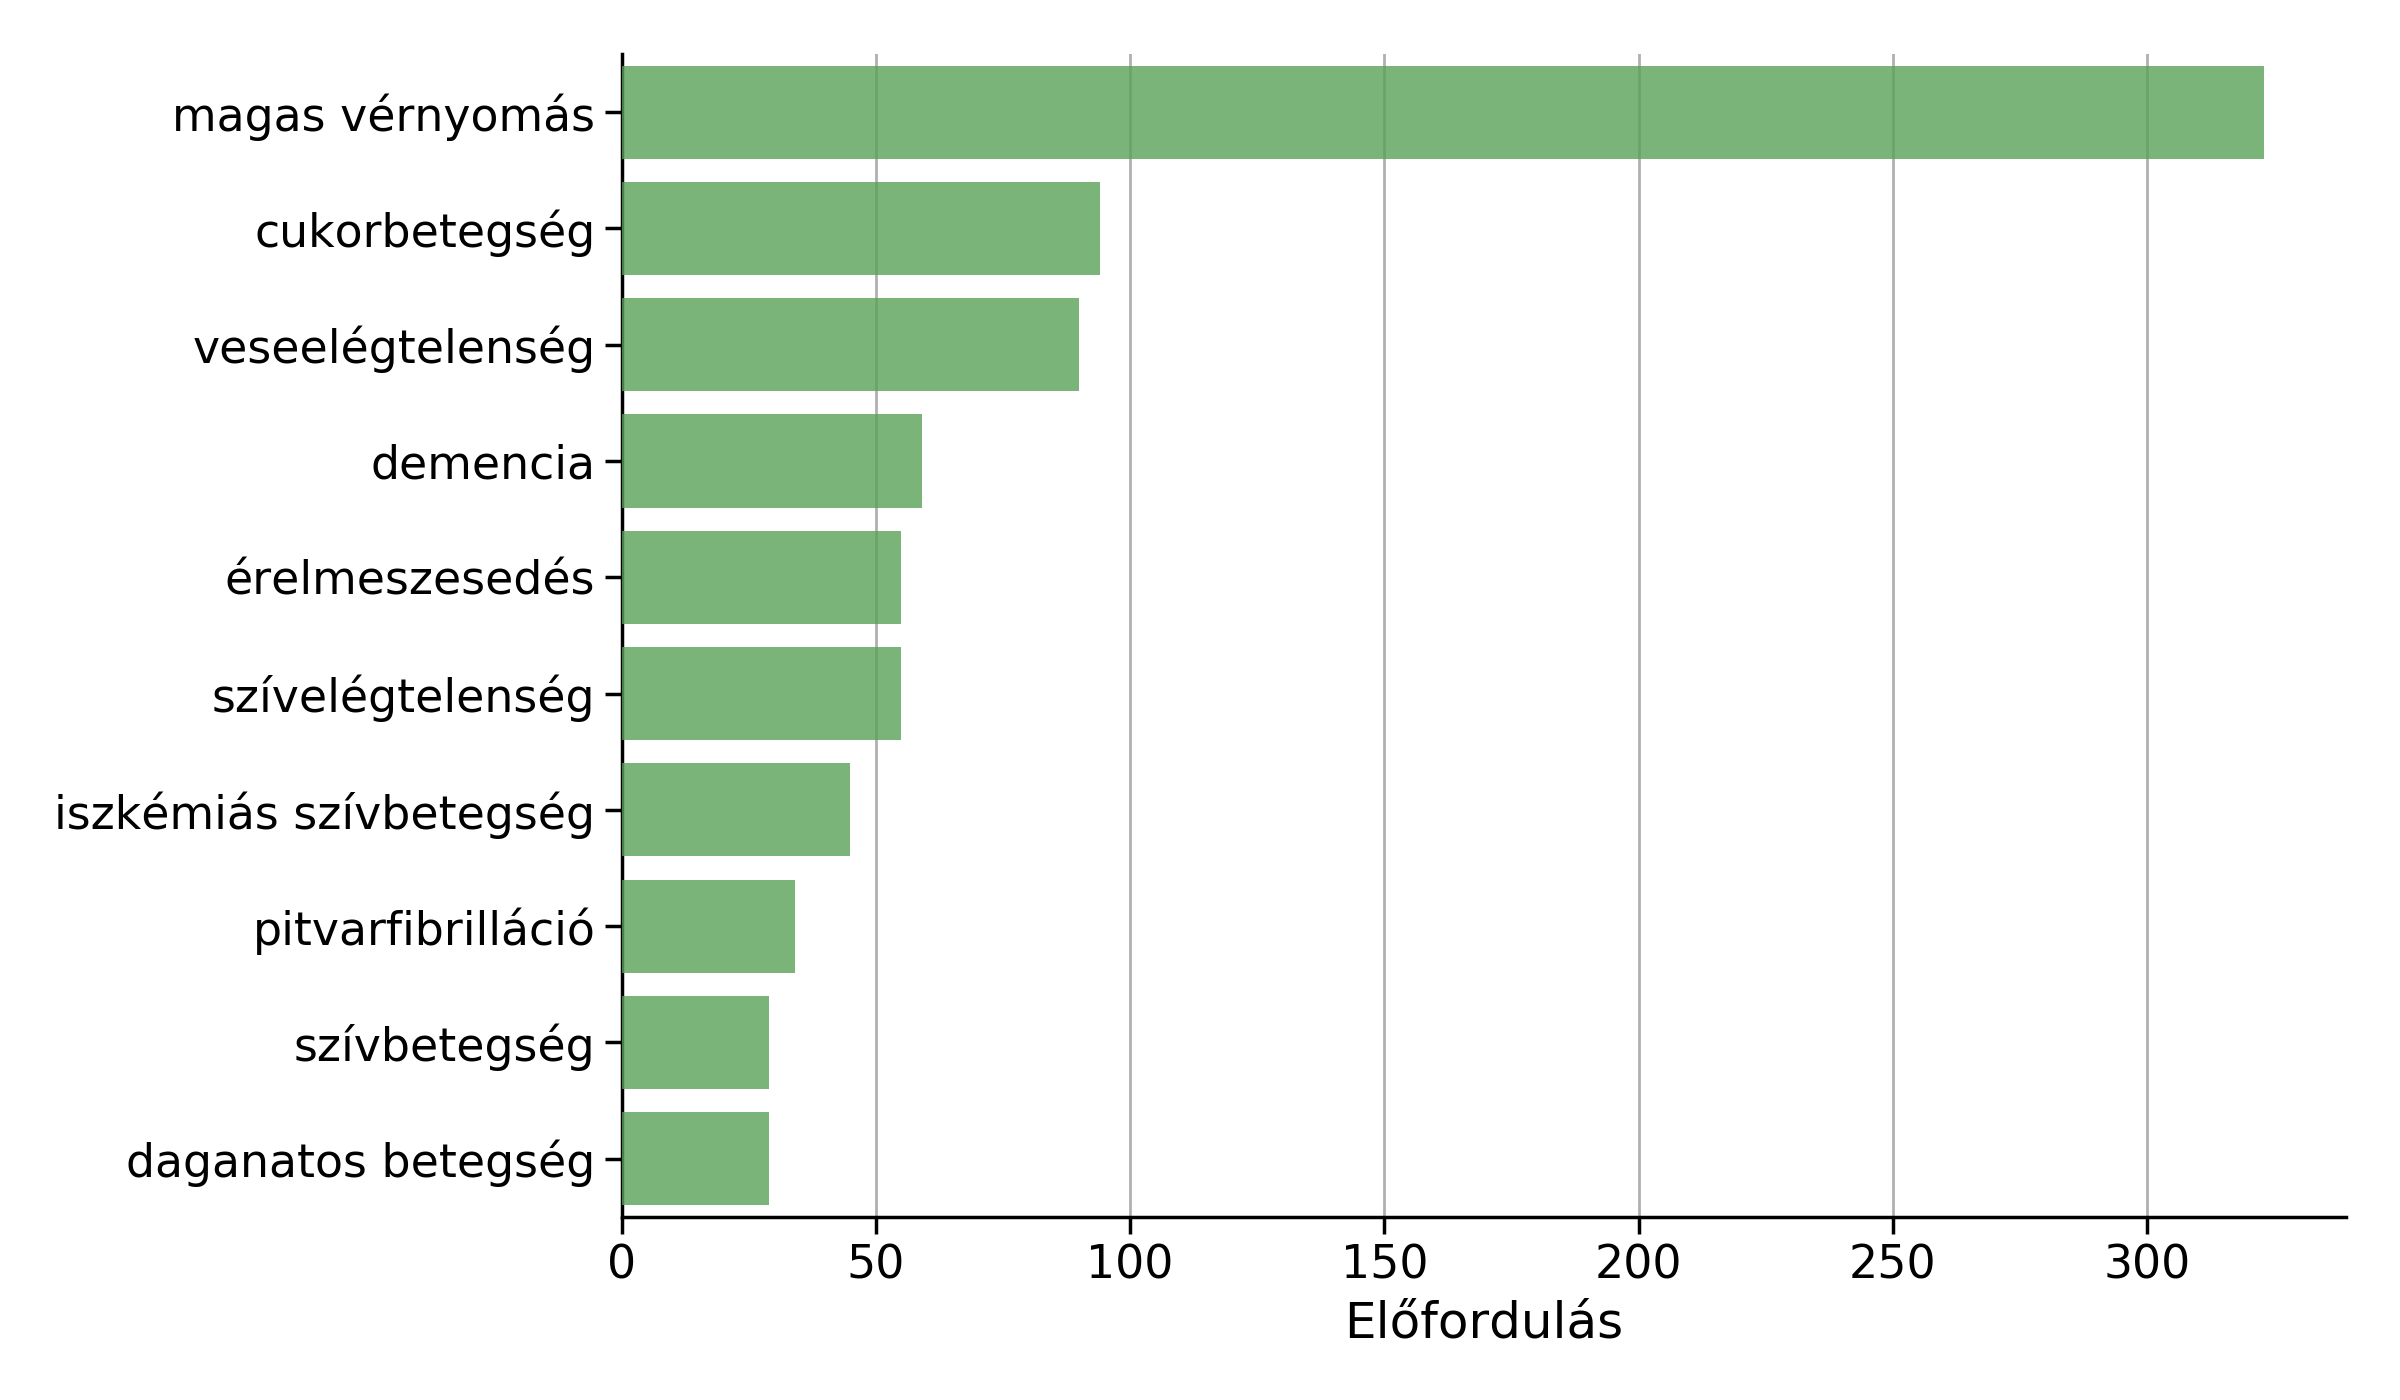 magas vérnyomás
cukorbetegség
veseelégtelenség
demencia
érelmeszesedés
szívelégtelenség
iszkémiás szívbetegség
pitvarfibrilláció
szívbetegség
daganatos betegség
0 50 100 150 200 250 300
Előfordulás